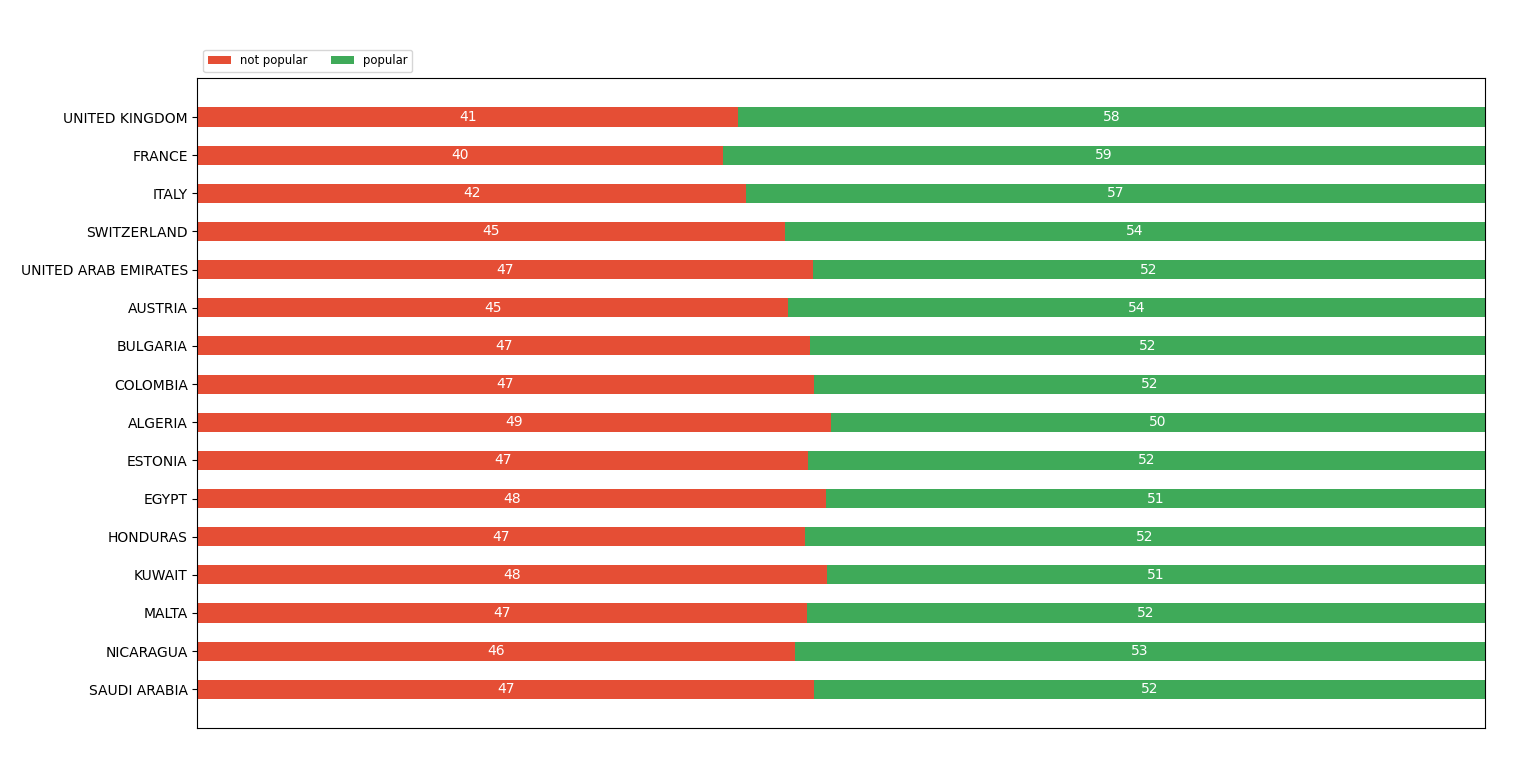 not popular popular
UNITED KINGDOM 41 58
FRANCE 40 59
ITALY 42 57
SWITZERLAND 45 54
UNITED ARAB EMIRATES 47 52
AUSTRIA 45 54
BULGARIA 47 52
COLOMBIA 47 52
ALGERIA 49 50
ESTONIA 47 52
EGYPT 48 51
HONDURAS 47 52
KUWAIT 48 51
MALTA 47 52
NICARAGUA 46 53
SAUDI ARABIA 47 52